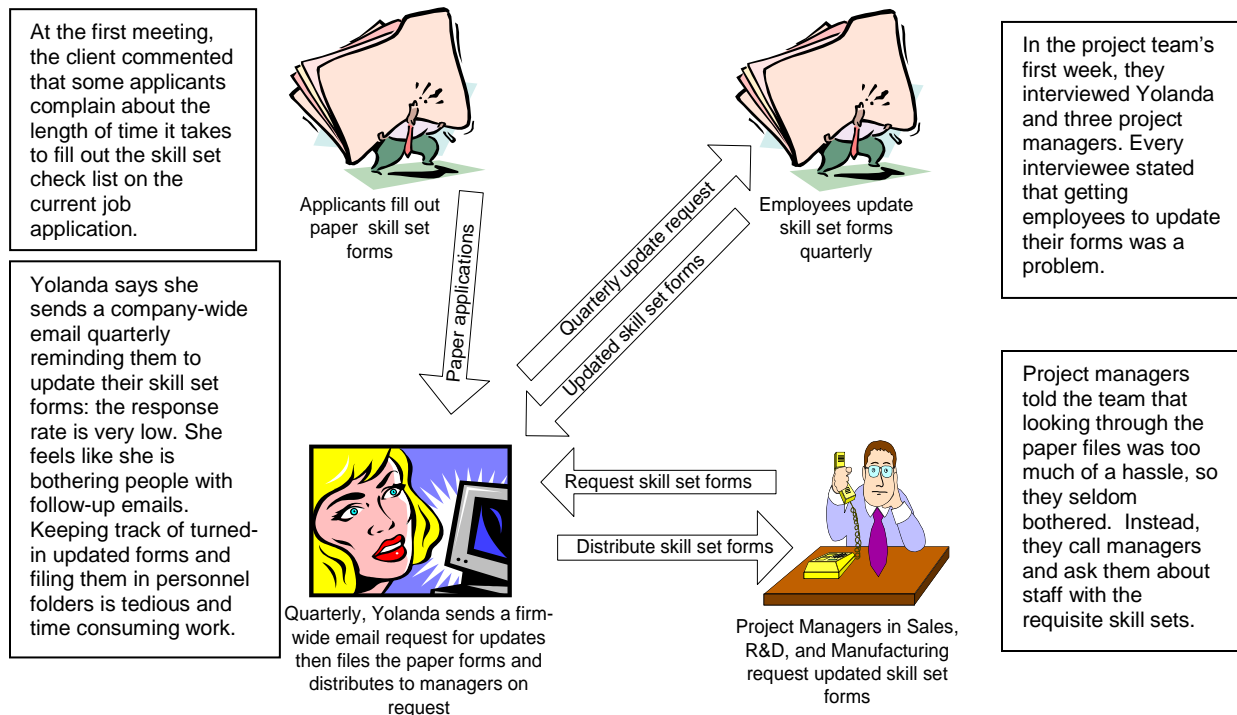 At the first meeting,
the client commented
that some applicants
complain about the
length of time it takes
to fill out the skill set
check list on the
current job
application.
Applicants fill out
paper skill set
forms
Employees update
skill set forms
quarterly
In the project team's
first week, they
interviewed Yolanda
and three project
managers. Every
interviewee stated
that getting
employees to update
their forms was a
problem.
Yolanda says she
sends a company-wide
email quarterly
reminding them to
update their skill set
forms: the response
rate is very low. She
feels like she is
bothering people with
follow-up emails.
Keeping track of turned-
in updated forms and
filing them in personnel
folders is tedious and
time consuming work.
Paper applications
Quarterly update request
Updated skill set forms
Request skill set forms
Distribute skill set forms
Project managers
told the team that
looking through the
paper files was too
much of a hassle, so
they seldom
bothered. Instead,
they call managers
and ask them about
staff with the
requisite skill sets.
Quarterly, Yolanda sends a firm-
wide email request for updates
then files the paper forms and
distributes to managers on
request
Project Managers in Sales,
R&D, and Manufacturing
request updated skill set
forms